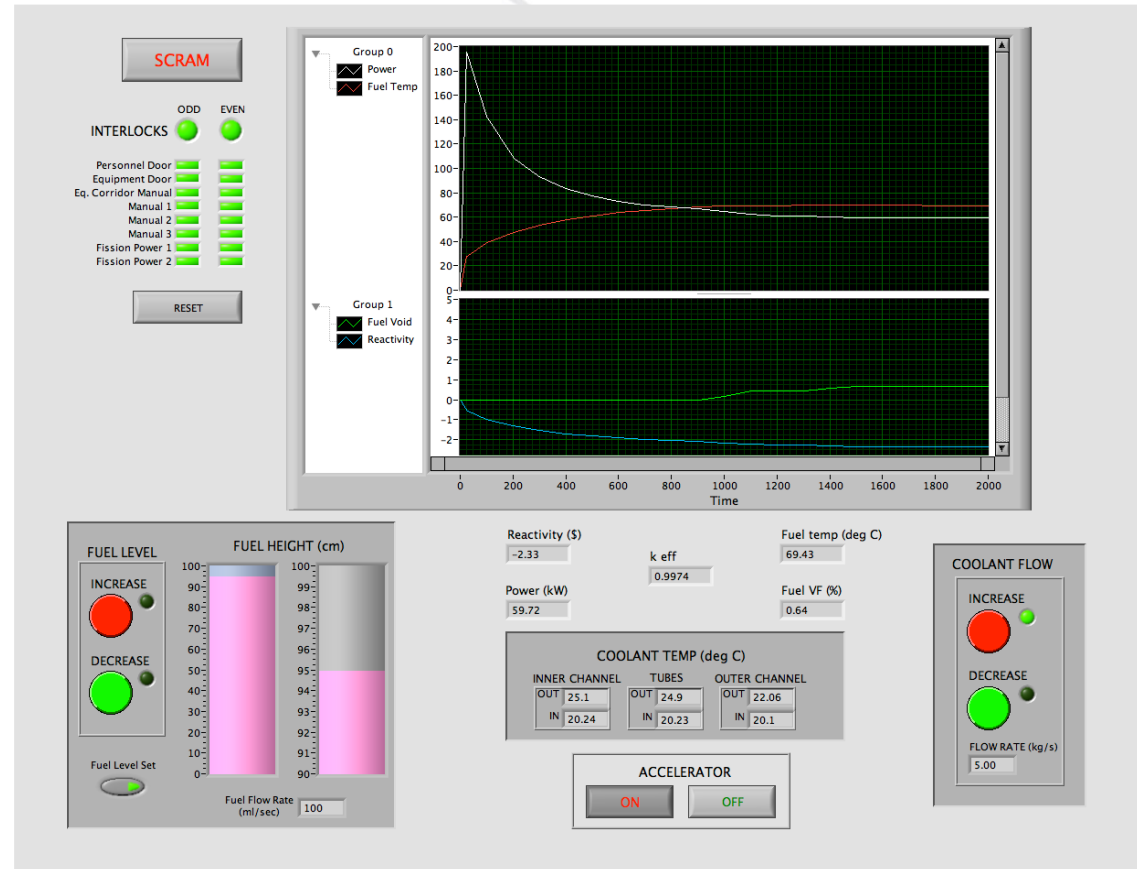 SCRAM
ODD EVEN
INTERLOCKS
Personnel Door
Equipment Door
Eq. Corridor Manual
Manual 1
Manual 2
Manual 3
Fission Power 1
Fission Power 2
RESET
Group 0
Power
Fuel Temp
200
180
160
140
120
100
80
60
40
20
0
Group 1
Fuel Void
Reactivity
5
4
3
2
1
0
-1
-2
0 200 400 600 800 1000 1200 1400 1600 1800 2000
Time
FUEL LEVEL
INCREASE
DECREASE
Fuel Level Set
FUEL HEIGHT (cm)
100
90
80
70
60
50
40
30
20
10
0
100
99
98
97
96
95
94
93
92
91
90
Fuel Flow Rate
(ml/sec)
100
Reactivity ($)
-2.33
k eff
0.9974
Fuel temp (deg C)
69.43
Power (kW)
59.72
Fuel VF (%)
0.64
COOLANT TEMP (deg C)
INNER CHANNEL TUBES OUTER CHANNEL
OUT 25.1 OUT 24.9 OUT 22.06
IN 20.24 IN 20.23 IN 20.1
ACCELERATOR
ON OFF
COOLANT FLOW
INCREASE
DECREASE
FLOW RATE (kg/s)
5.00